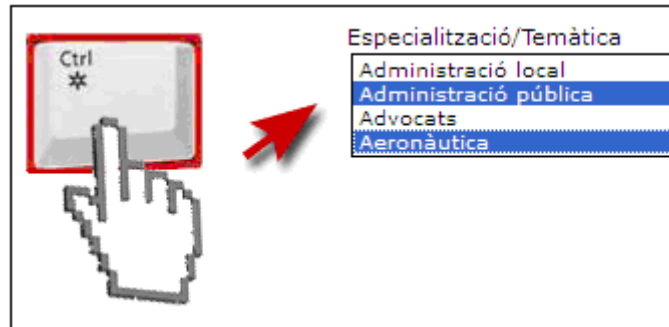 Ctrl
Especialització/Temàtica
Administració local
Administració pública
Advocats
Aeronàutica